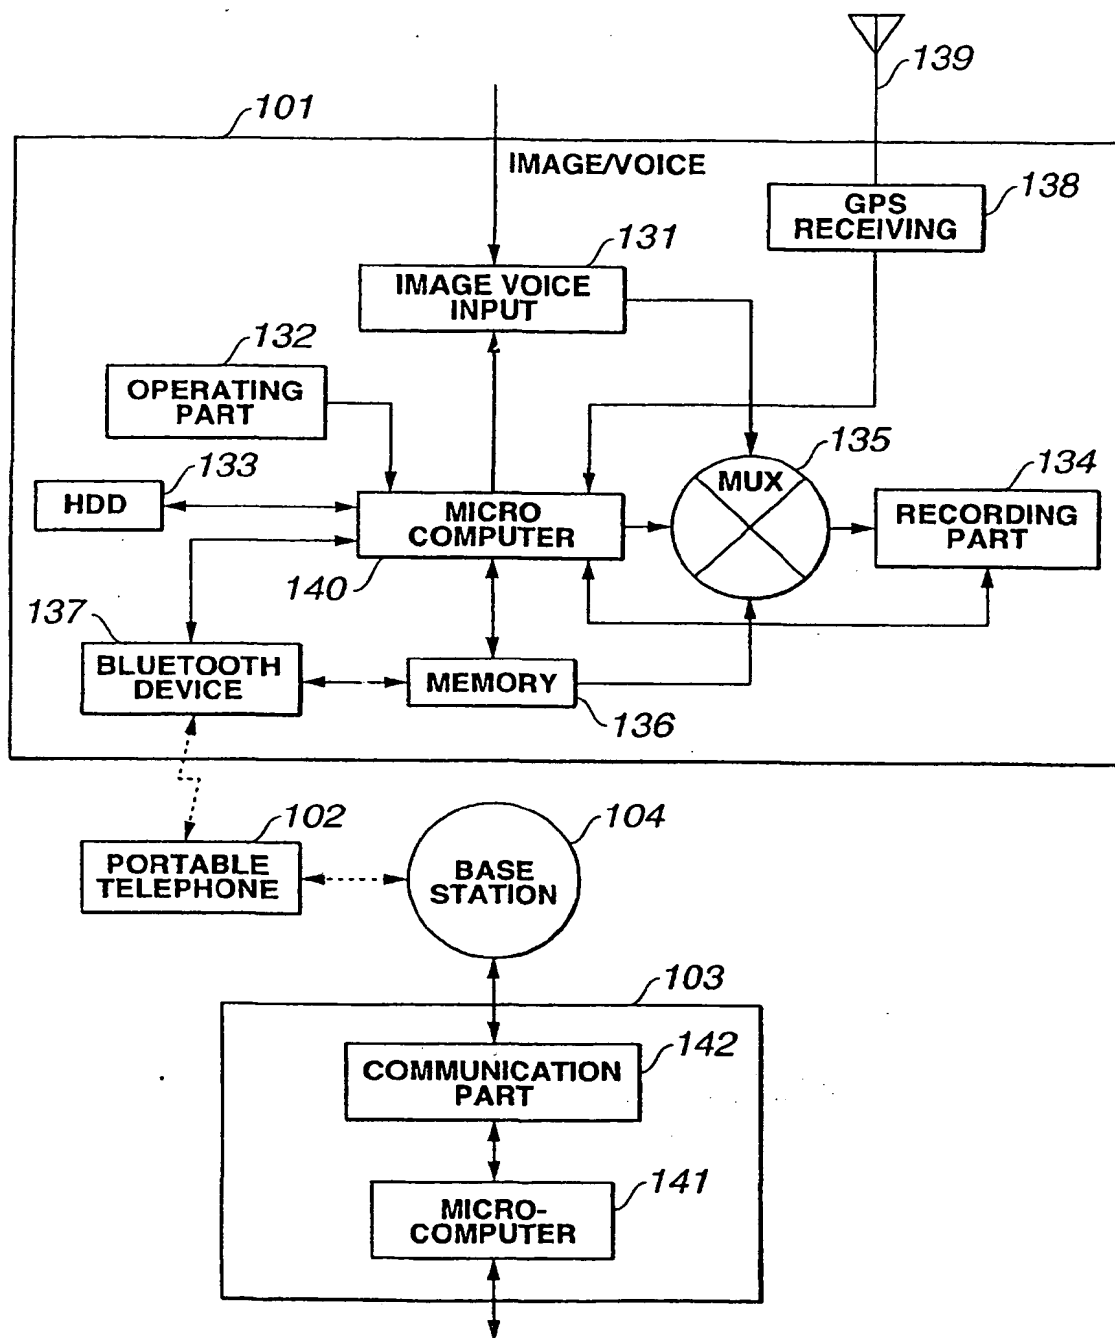 139
101
IMAGE/VOICE
GPS
RECEIVING
138
131
IMAGE VOICE
INPUT
132
OPERATING
PART
135
MUX
134
133
HDD
MICRO
COMPUTER
RECORDING
PART
140
137
BLUETOOTH
DEVICE
MEMORY
136
102
104
PORTABLE
TELEPHONE
BASE
STATION
103
142
COMMUNICATION
PART
141
MICRO-
COMPUTER